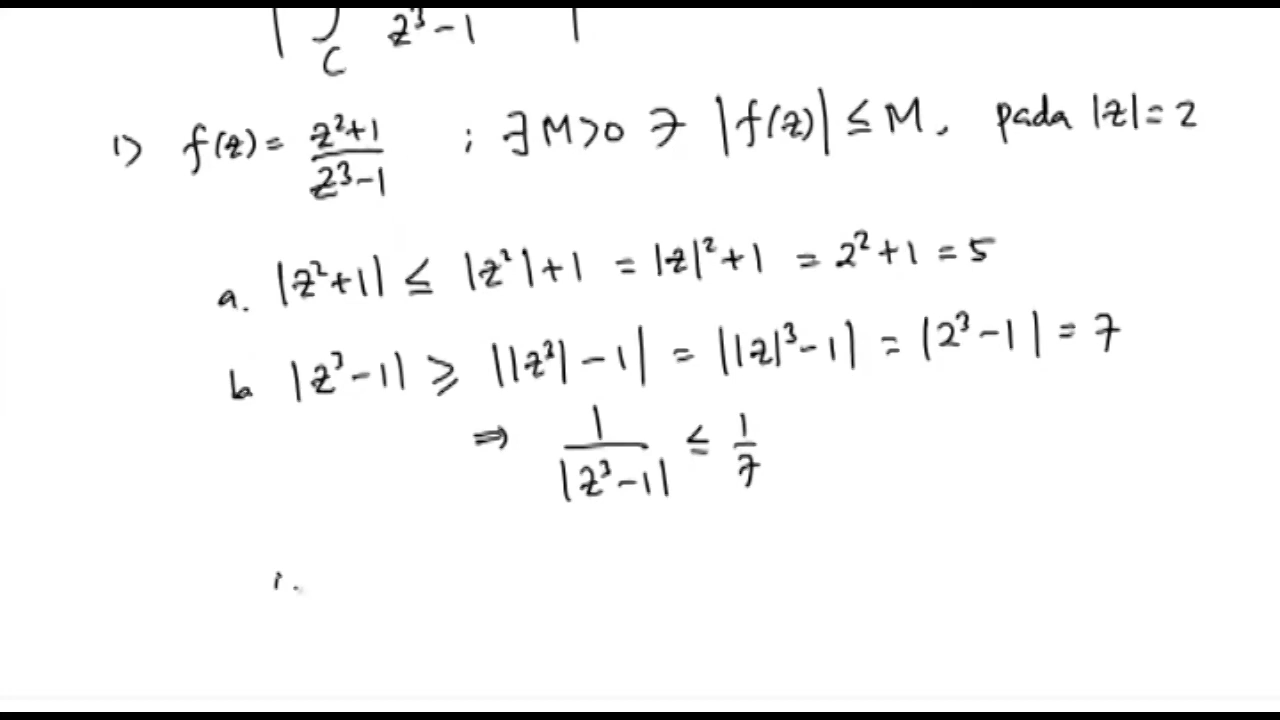 | ∫_C z³-1 |
1) f(z) = (z²+1)/(z³-1) ; ∃ M>0 ∋ |f(z)| ≤ M, pada |z|=2
a. |z²+1| ≤ |z²|+1 = |z|²+1 = 2²+1 = 5
b |z³-1| ≥ ||z³|-1| = ||z|³-1| = |2³-1| = 7
⇒ 1/|z³-1| ≤ 1/7